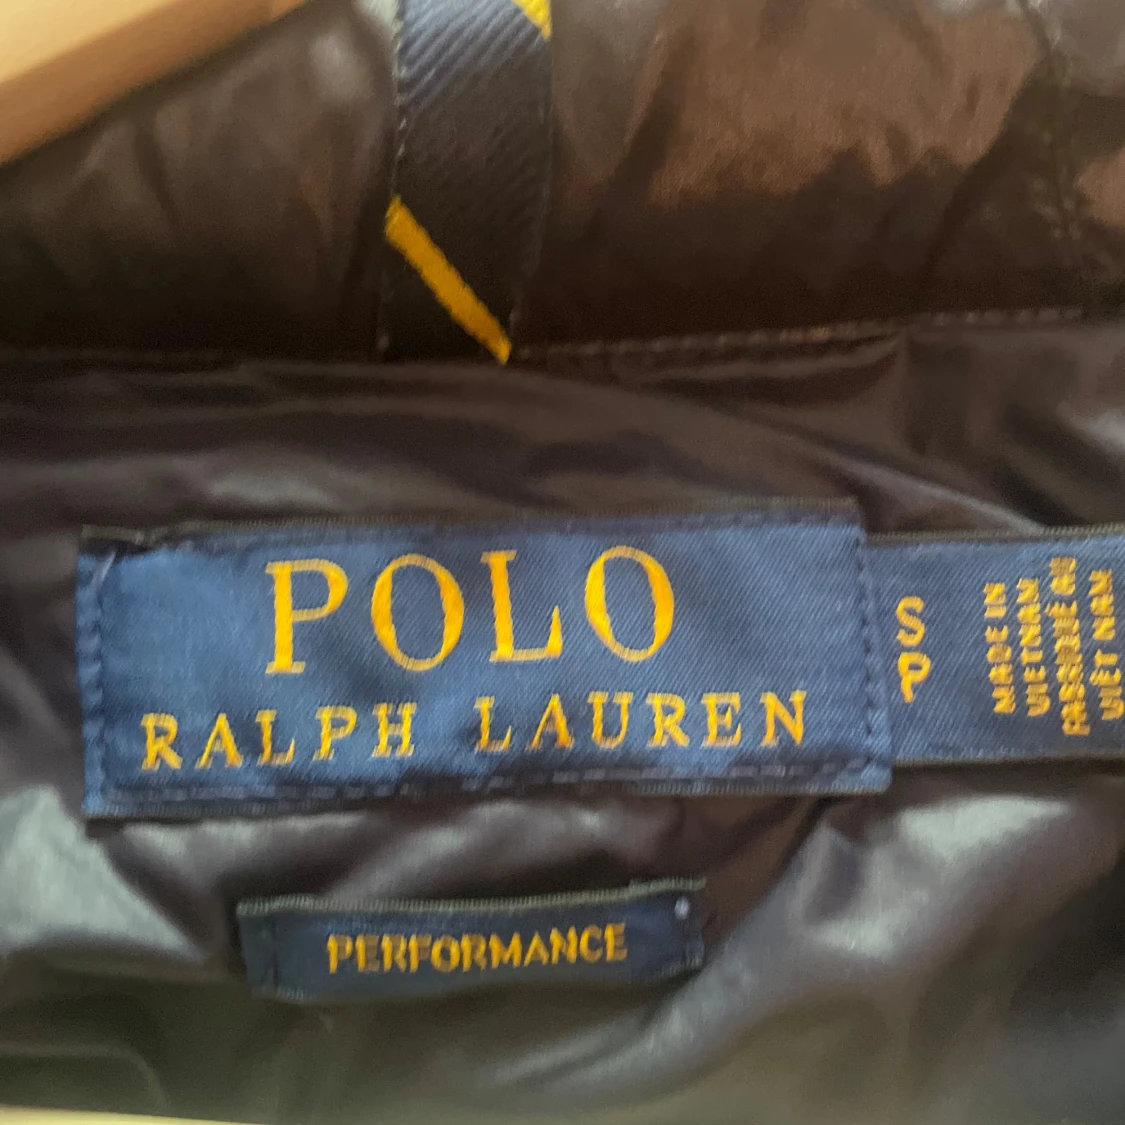 POLO
RALPH LAUREN
S
P
MADE IN
VIETNAM
FABRIQUÉ AU
VIÊT NAM
PERFORMANCE